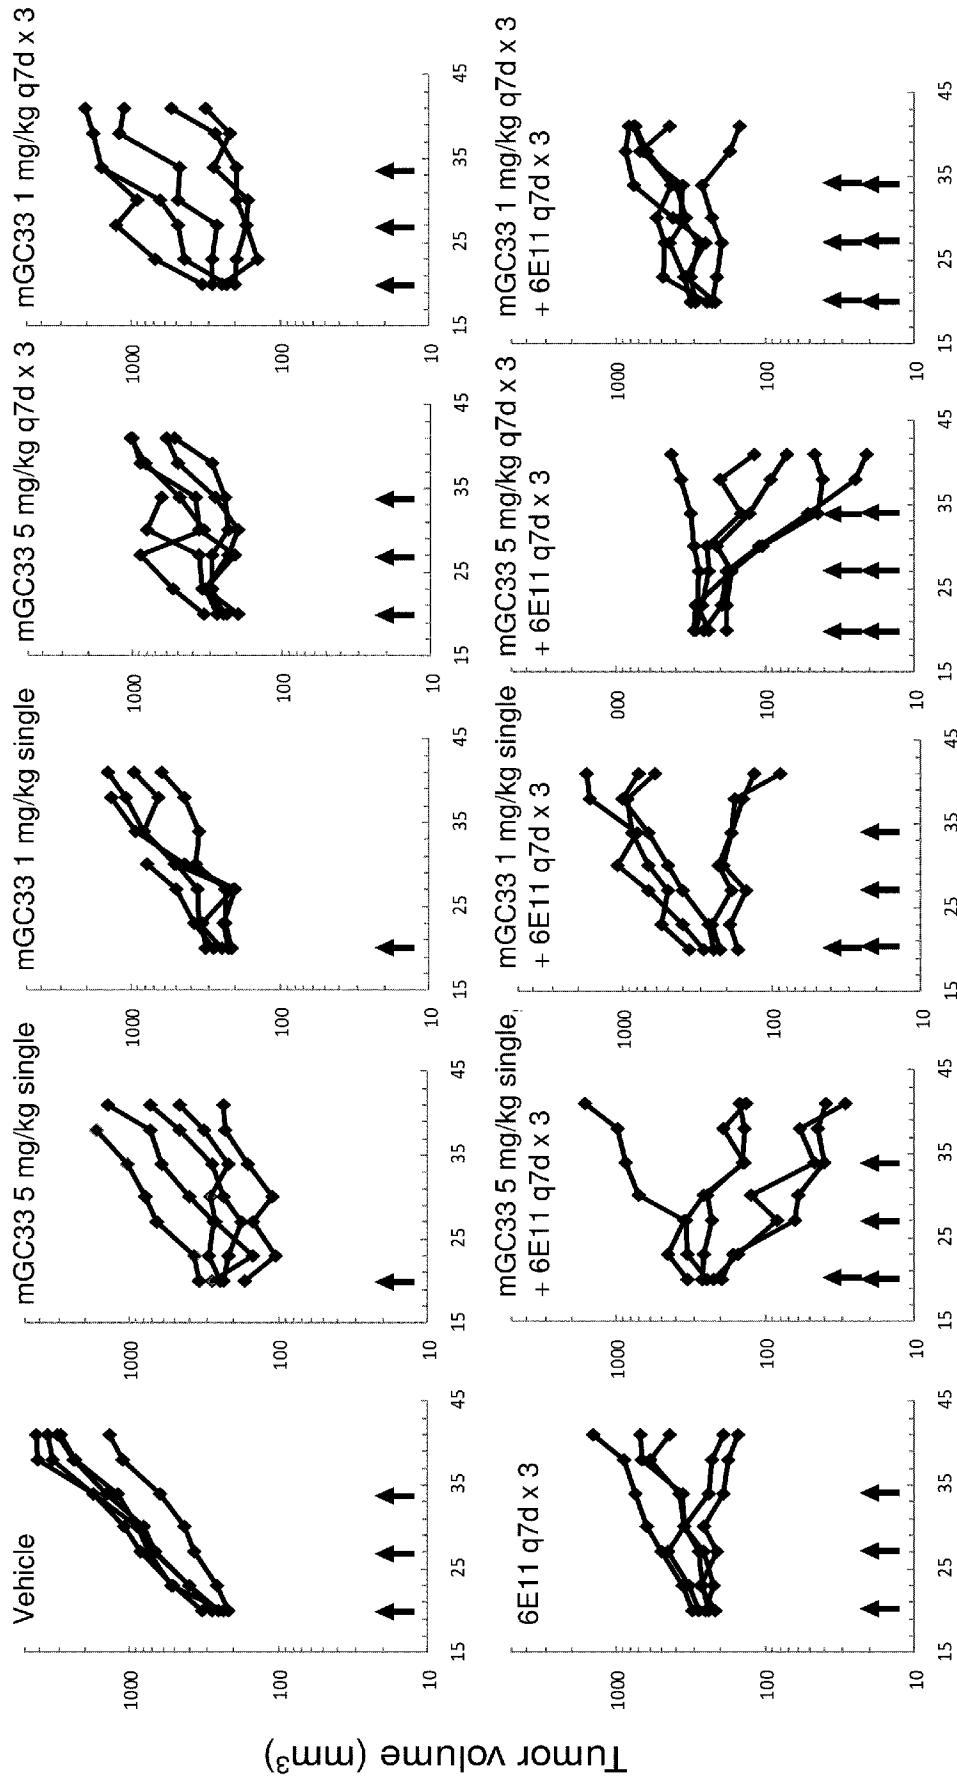 Tumor volume (mm³)
Vehicle
1000
100
10
15 25 35 45
mGC33 5 mg/kg single
1000
100
10
15 25 35 45
mGC33 1 mg/kg single
1000
100
10
15 25 35 45
mGC33 5 mg/kg q7d x 3
1000
100
10
15 25 35 45
mGC33 1 mg/kg q7d x 3
1000
100
10
15 25 35 45
6E11 q7d x 3
1000
100
10
15 25 35 45
mGC33 5 mg/kg single,
+ 6E11 q7d x 3
1000
100
10
15 25 35 45
mGC33 1 mg/kg single
+ 6E11 q7d x 3
1000
100
10
15 25 35 45
mGC33 5 mg/kg q7d x 3
+ 6E11 q7d x 3
000
100
10
15 25 35 45
mGC33 1 mg/kg q7d x 3
+ 6E11 q7d x 3
1000
100
10
15 25 35 45